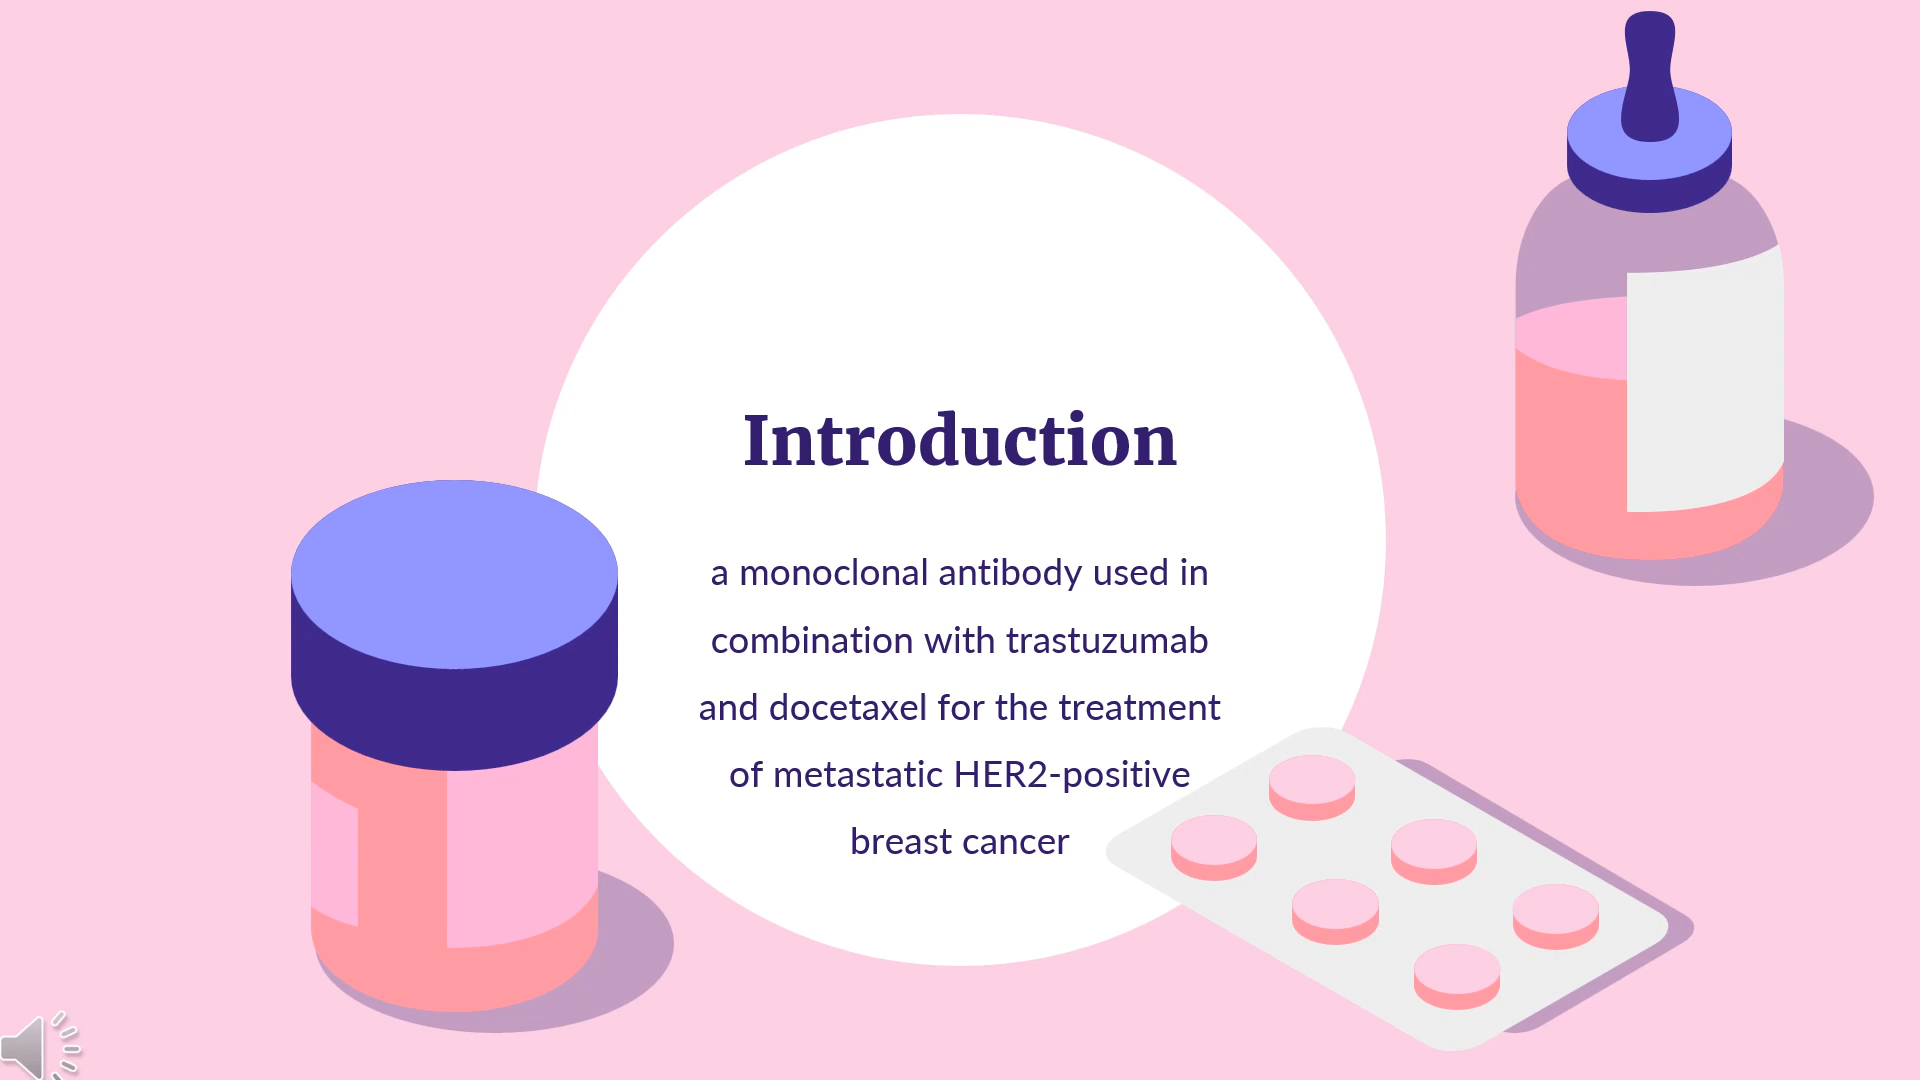 Introduction
a monoclonal antibody used in
combination with trastuzumab
and docetaxel for the treatment
of metastatic HER2-positive
breast cancer